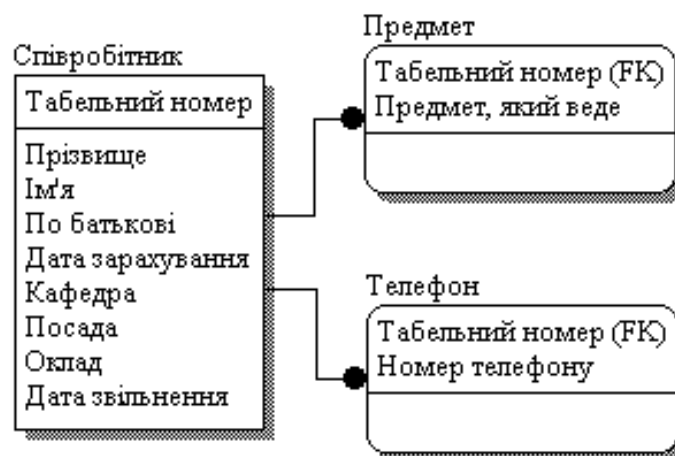 Співробітник
Табельний номер
Прізвище
Ім'я
По батькові
Дата зарахування
Кафедра
Посада
Оклад
Дата звільнення
Предмет
Табельний номер (FK)
Предмет, який веде
Телефон
Табельний номер (FK)
Номер телефону